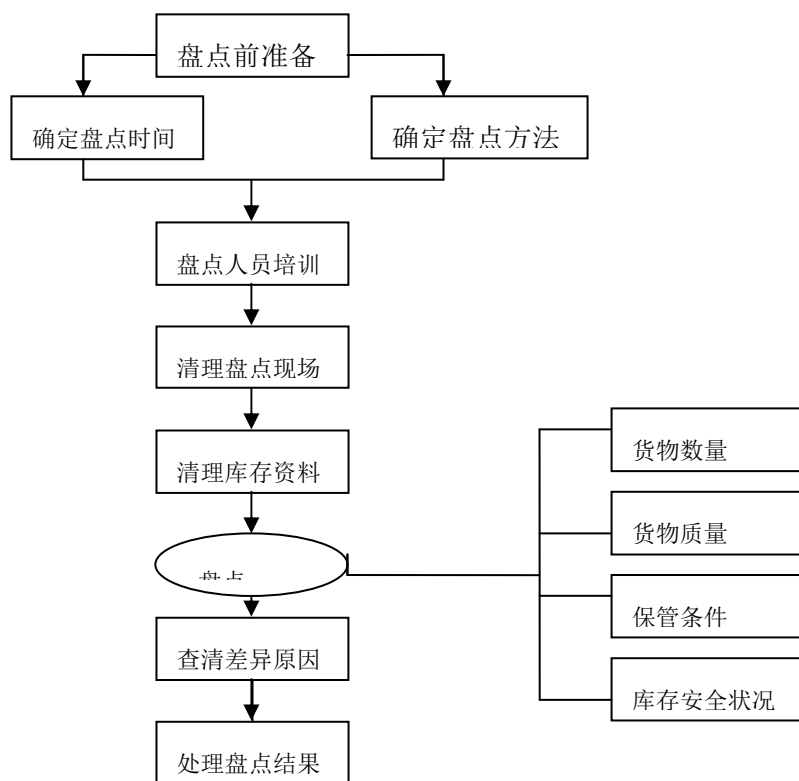 盘点前准备
确定盘点时间
确定盘点方法
盘点人员培训
清理盘点现场
清理库存资料
盘点
查清差异原因
处理盘点结果
货物数量
货物质量
保管条件
库存安全状况